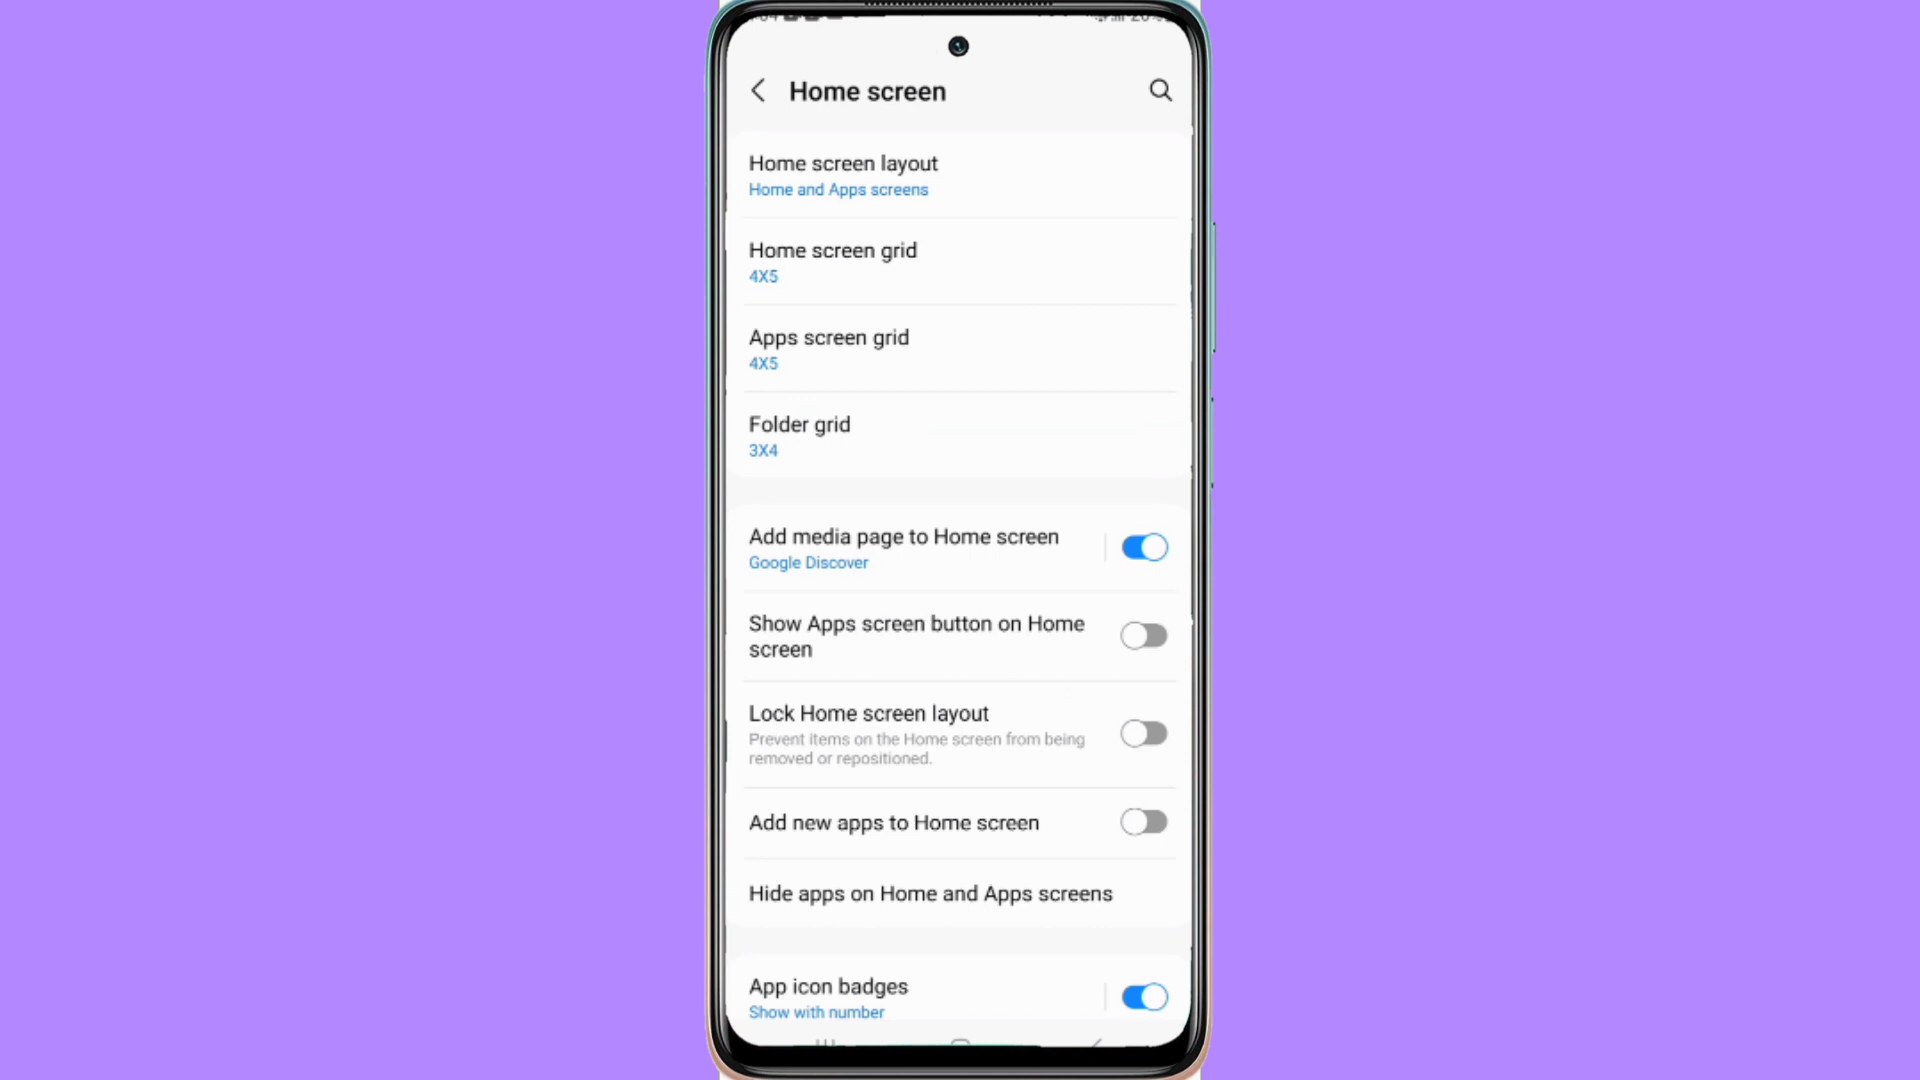 Home screen
Home screen layout
Home and Apps screens
Home screen grid
4X5
Apps screen grid
4X5
Folder grid
3X4
Add media page to Home screen
Google Discover
Show Apps screen button on Home
screen
Lock Home screen layout
Prevent items on the Home screen from being
removed or repositioned.
Add new apps to Home screen
Hide apps on Home and Apps screens
App icon badges
Show with number